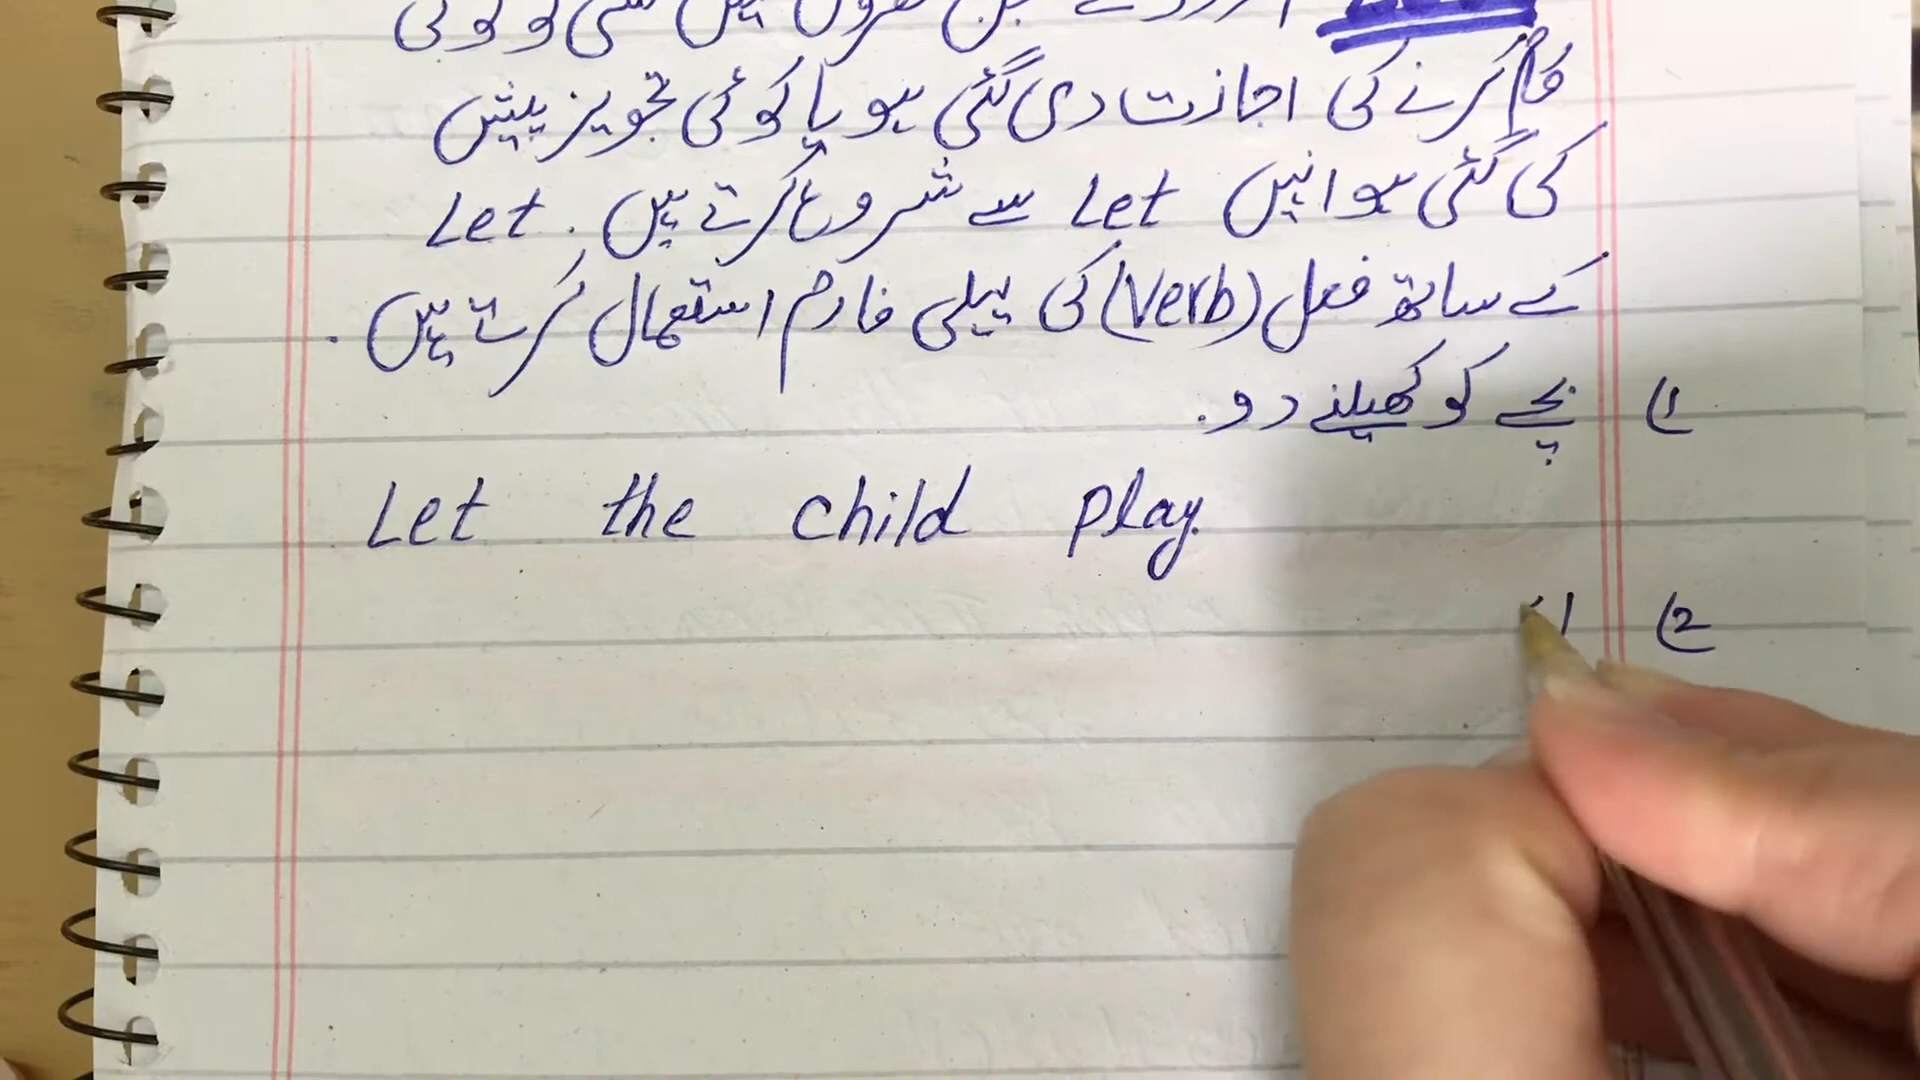 کام کرنے کی اجازت دی گئی ہو یا کوئی تجویز پیش
کی گئی ہو انہیں Let سے شروع کرتے ہیں. Let
کے ساتھ فعل (Verb) کی پہلی فارم استعمال کرتے ہیں.
1) بچے کو کھیلنے دو.
Let the child play.
2)